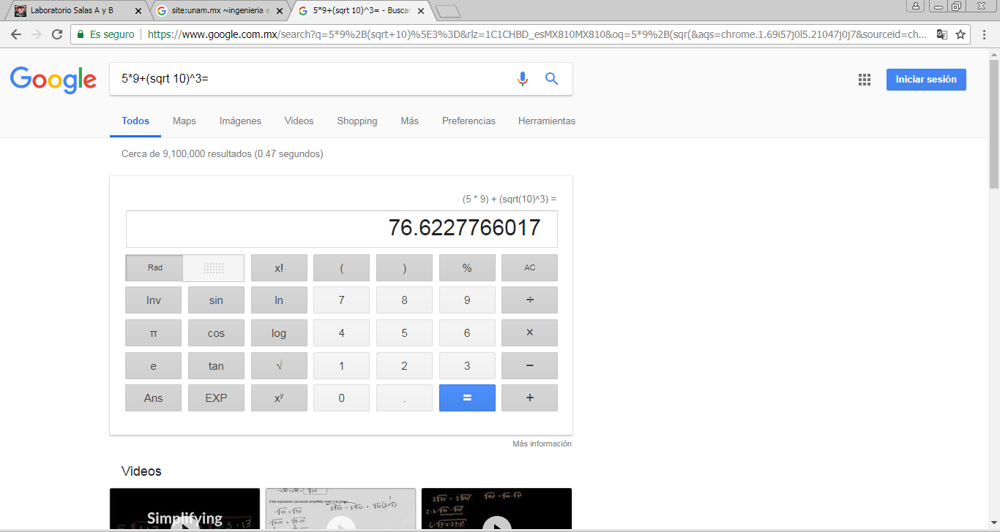 Laboratorio Salas A y B
site:unam.mx ~ingenieria e
5*9+(sqrt 10)^3= - Buscar
Es seguro
https://www.google.com.mx/search?q=5*9%2B(sqrt+10)%5E3%3D&rlz=1C1CHBD_esMX810MX810&oq=5*9%2B(sqr(&aqs=chrome.1.69i57j0l5.21047j0j7&sourceid=ch...
Google
5*9+(sqrt 10)^3=
Iniciar sesión
Todos Maps Imágenes Videos Shopping Más Preferencias Herramientas
Cerca de 9,100,000 resultados (0.47 segundos)
(5 * 9) + (sqrt(10)^3) =
76.6227766017
Rad x! ( ) % AC
Inv sin ln 7 8 9 ÷
π cos log 4 5 6 ×
e tan √ 1 2 3 −
Ans EXP xʸ 0 . = +
Más información
Videos
Simplifying